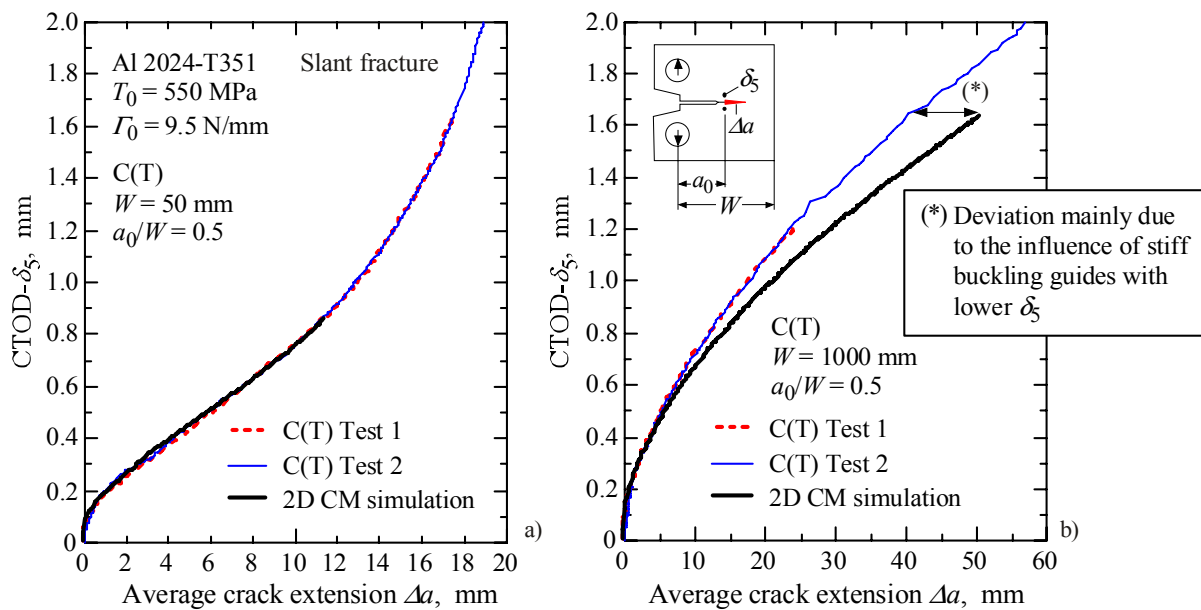 2.0
1.8
1.6
1.4
1.2
1.0
0.8
0.6
0.4
0.2
0
CTOD-δ5, mm
Al 2024-T351 Slant fracture
T0 = 550 MPa
Γ0 = 9.5 N/mm
C(T)
W = 50 mm
a0/W = 0.5
C(T) Test 1
C(T) Test 2
2D CM simulation
a)
0 2 4 6 8 10 12 14 16 18 20
Average crack extension Δa, mm
2.0
1.8
1.6
1.4
1.2
1.0
0.8
0.6
0.4
0.2
0
CTOD-δ5, mm
δ5
Δa
a0
W
(*)
(*) Deviation mainly due
to the influence of stiff
buckling guides with
lower δ5
C(T)
W = 1000 mm
a0/W = 0.5
C(T) Test 1
C(T) Test 2
2D CM simulation
b)
0 10 20 30 40 50 60
Average crack extension Δa, mm